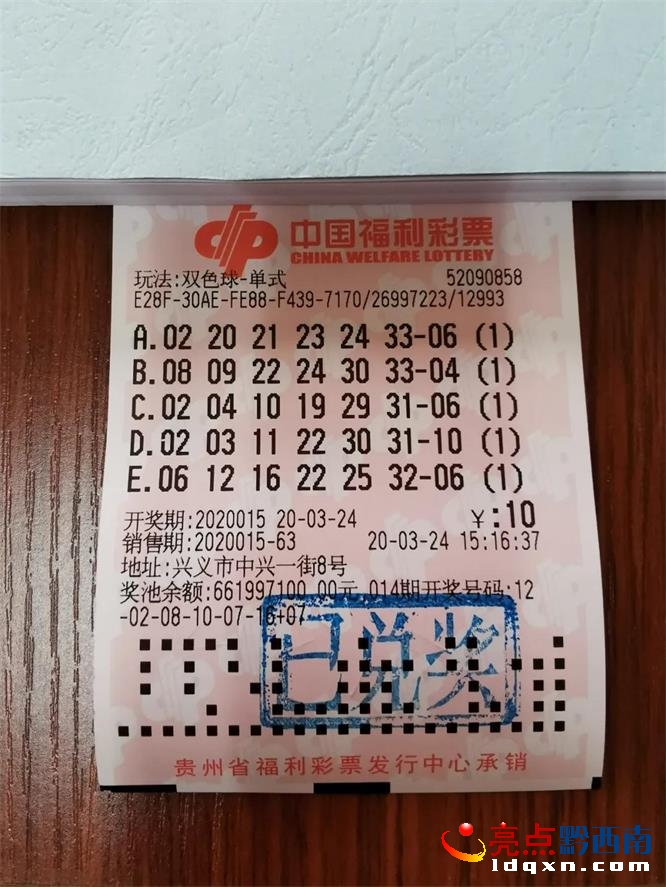 中国福利彩票
CHINA WELFARE LOTTERY
玩法:双色球-单式 52090858
E28F-30AE-FE88-F439-7170/26997223/12993
A.02 20 21 23 24 33-06 (1)
B.08 09 22 24 30 33-04 (1)
C.02 04 10 19 29 31-06 (1)
D.02 03 11 22 30 31-10 (1)
E.06 12 16 22 25 32-06 (1)
开奖期:2020015 20-03-24 ¥:10
销售期:2020015-63 20-03-24 15:16:37
地址:兴义市中兴一街8号
奖池余额:661997100.00元,014期开奖号码:12
-02-08-10-07-16+07
已兑奖
贵州省福利彩票发行中心承销
亮点黔西南
ldqxn.com